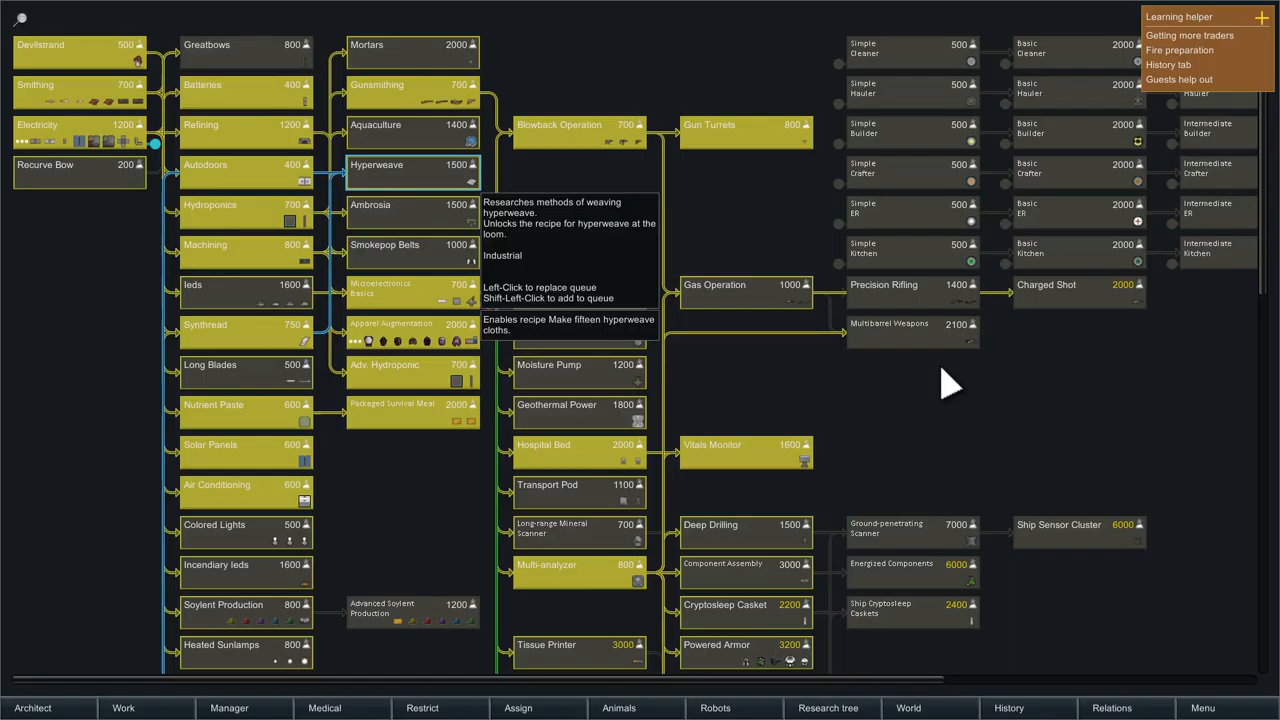 Devilstrand 500
Smithing 700
Electricity 1200
Recurve Bow 200
Greatbows 800
Batteries 400
Refining 1200
Autodoors 400
Hydroponics 700
Machining 800
Ieds 1600
Synthread 750
Long Blades 500
Nutrient Paste 600
Solar Panels 600
Air Conditioning 600
Colored Lights 500
Incendiary Ieds 1600
Soylent Production 800
Heated Sunlamps 800
Mortars 2000
Gunsmithing 700
Aquaculture 1400
Hyperweave 1500
Ambrosia 1500
Smokepop Belts 1000
Microelectronics 700
Basics
Apparel Augmentation 2000
Adv. Hydroponic 700
Packaged Survival Meal 2000
Advanced Soylent 1200
Production
Researches methods of weaving
hyperweave.
Unlocks the recipe for hyperweave at the
loom.
Industrial
Left-Click to replace queue
Shift-Left-Click to add to queue
Enables recipe Make fifteen hyperweave
cloths.
Blowback Operation 700
Moisture Pump 1200
Geothermal Power 1800
Hospital Bed 2000
Transport Pod 1100
Long-range Mineral 700
Scanner
Multi-analyzer 800
Tissue Printer 3000
Gun Turrets 800
Gas Operation 1000
Vitals Monitor 1600
Deep Drilling 1500
Component Assembly 3000
Cryptosleep Casket 2200
Powered Armor 3200
Simple 500
Cleaner
Simple 500
Hauler
Simple 500
Builder
Simple 500
Crafter
Simple 500
ER
Simple 500
Kitchen
Precision Rifling 1400
Multibarrel Weapons 2100
Ground-penetrating 7000
Scanner
Energized Components 6000
Ship Cryptosleep 2400
Caskets
Basic 2000
Cleaner
Basic 2000
Hauler
Basic 2000
Builder
Basic 2000
Crafter
Basic 2000
ER
Basic 2000
Kitchen
Charged Shot 2000
Ship Sensor Cluster 6000
Hauler
Intermediate
Builder
Intermediate
Crafter
Intermediate
ER
Intermediate
Kitchen
Learning helper
Getting more traders
Fire preparation
History tab
Guests help out
Architect Work Manager Medical Restrict Assign Animals Robots Research tree World History Relations Menu